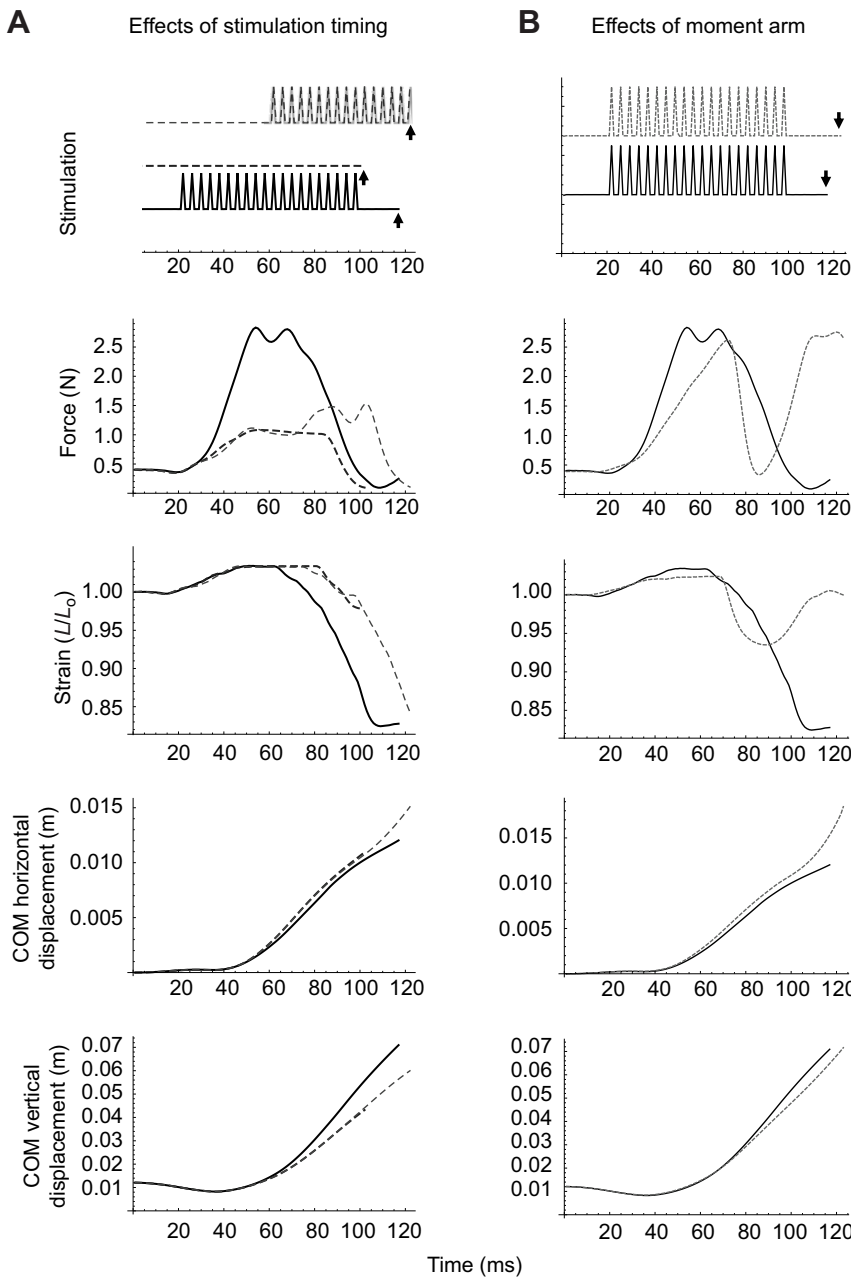 A Effects of stimulation timing
B Effects of moment arm
Stimulation
20 40 60 80 100 120
20 40 60 80 100 120
Force (N)
2.5
2.0
1.5
1.0
0.5
20 40 60 80 100 120
2.5
2.0
1.5
1.0
0.5
20 40 60 80 100 120
Strain (L/Lo)
1.00
0.95
0.90
0.85
20 40 60 80 100 120
1.00
0.95
0.90
0.85
20 40 60 80 100 120
COM horizontal
displacement (m)
0.015
0.010
0.005
20 40 60 80 100 120
0.015
0.010
0.005
20 40 60 80 100 120
COM vertical
displacement (m)
0.07
0.06
0.05
0.04
0.03
0.02
0.01
20 40 60 80 100 120
0.07
0.06
0.05
0.04
0.03
0.02
0.01
20 40 60 80 100 120
Time (ms)